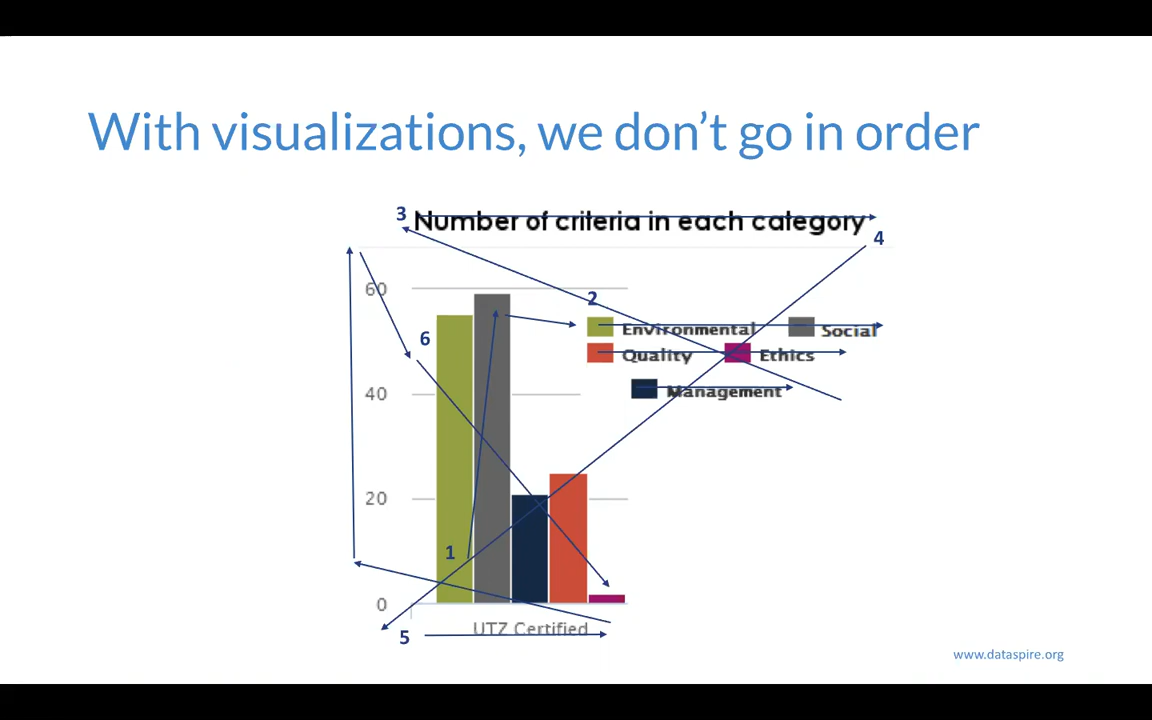 With visualizations, we don't go in order
3
Number of criteria in each category
4
60
2
Environmental Social
6
Quality Ethics
40
Management
20
1
0
UTZ Certified
5
www.dataspire.org